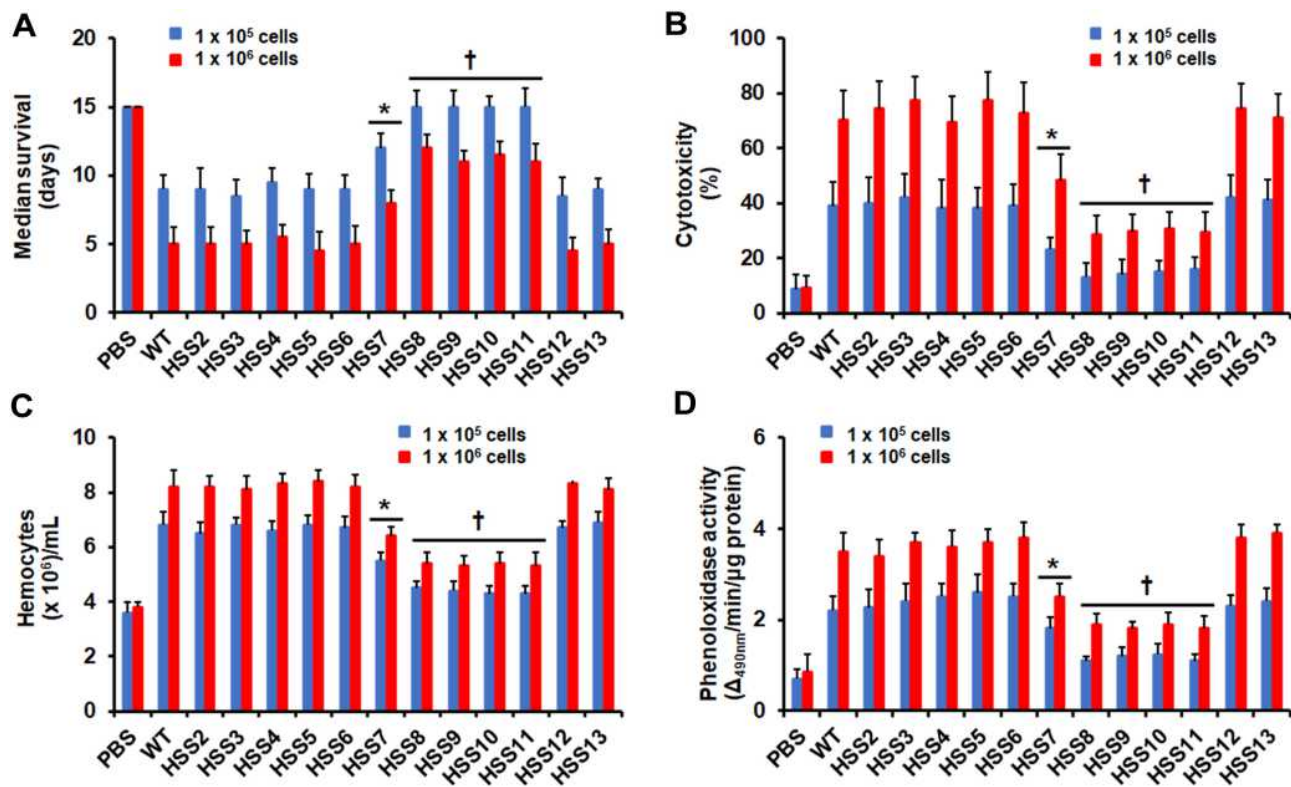 A
Median survival
(days)
20
15
10
5
0
1 x 10⁵ cells
1 x 10⁶ cells
*
†
PBS
WT
HSS2
HSS3
HSS4
HSS5
HSS6
HSS7
HSS8
HSS9
HSS10
HSS11
HSS12
HSS13
B
Cytotoxicity
(%)
100
80
60
40
20
0
1 x 10⁵ cells
1 x 10⁶ cells
*
†
PBS
WT
HSS2
HSS3
HSS4
HSS5
HSS6
HSS7
HSS8
HSS9
HSS10
HSS11
HSS12
HSS13
C
Hemocytes
(x 10⁶)/mL
10
8
6
4
2
0
1 x 10⁵ cells
1 x 10⁶ cells
*
†
PBS
WT
HSS2
HSS3
HSS4
HSS5
HSS6
HSS7
HSS8
HSS9
HSS10
HSS11
HSS12
HSS13
D
Phenoloxidase activity
(Δ490nm/min/µg protein)
6
4
2
0
1 x 10⁵ cells
1 x 10⁶ cells
*
†
PBS
WT
HSS2
HSS3
HSS4
HSS5
HSS6
HSS7
HSS8
HSS9
HSS10
HSS11
HSS12
HSS13